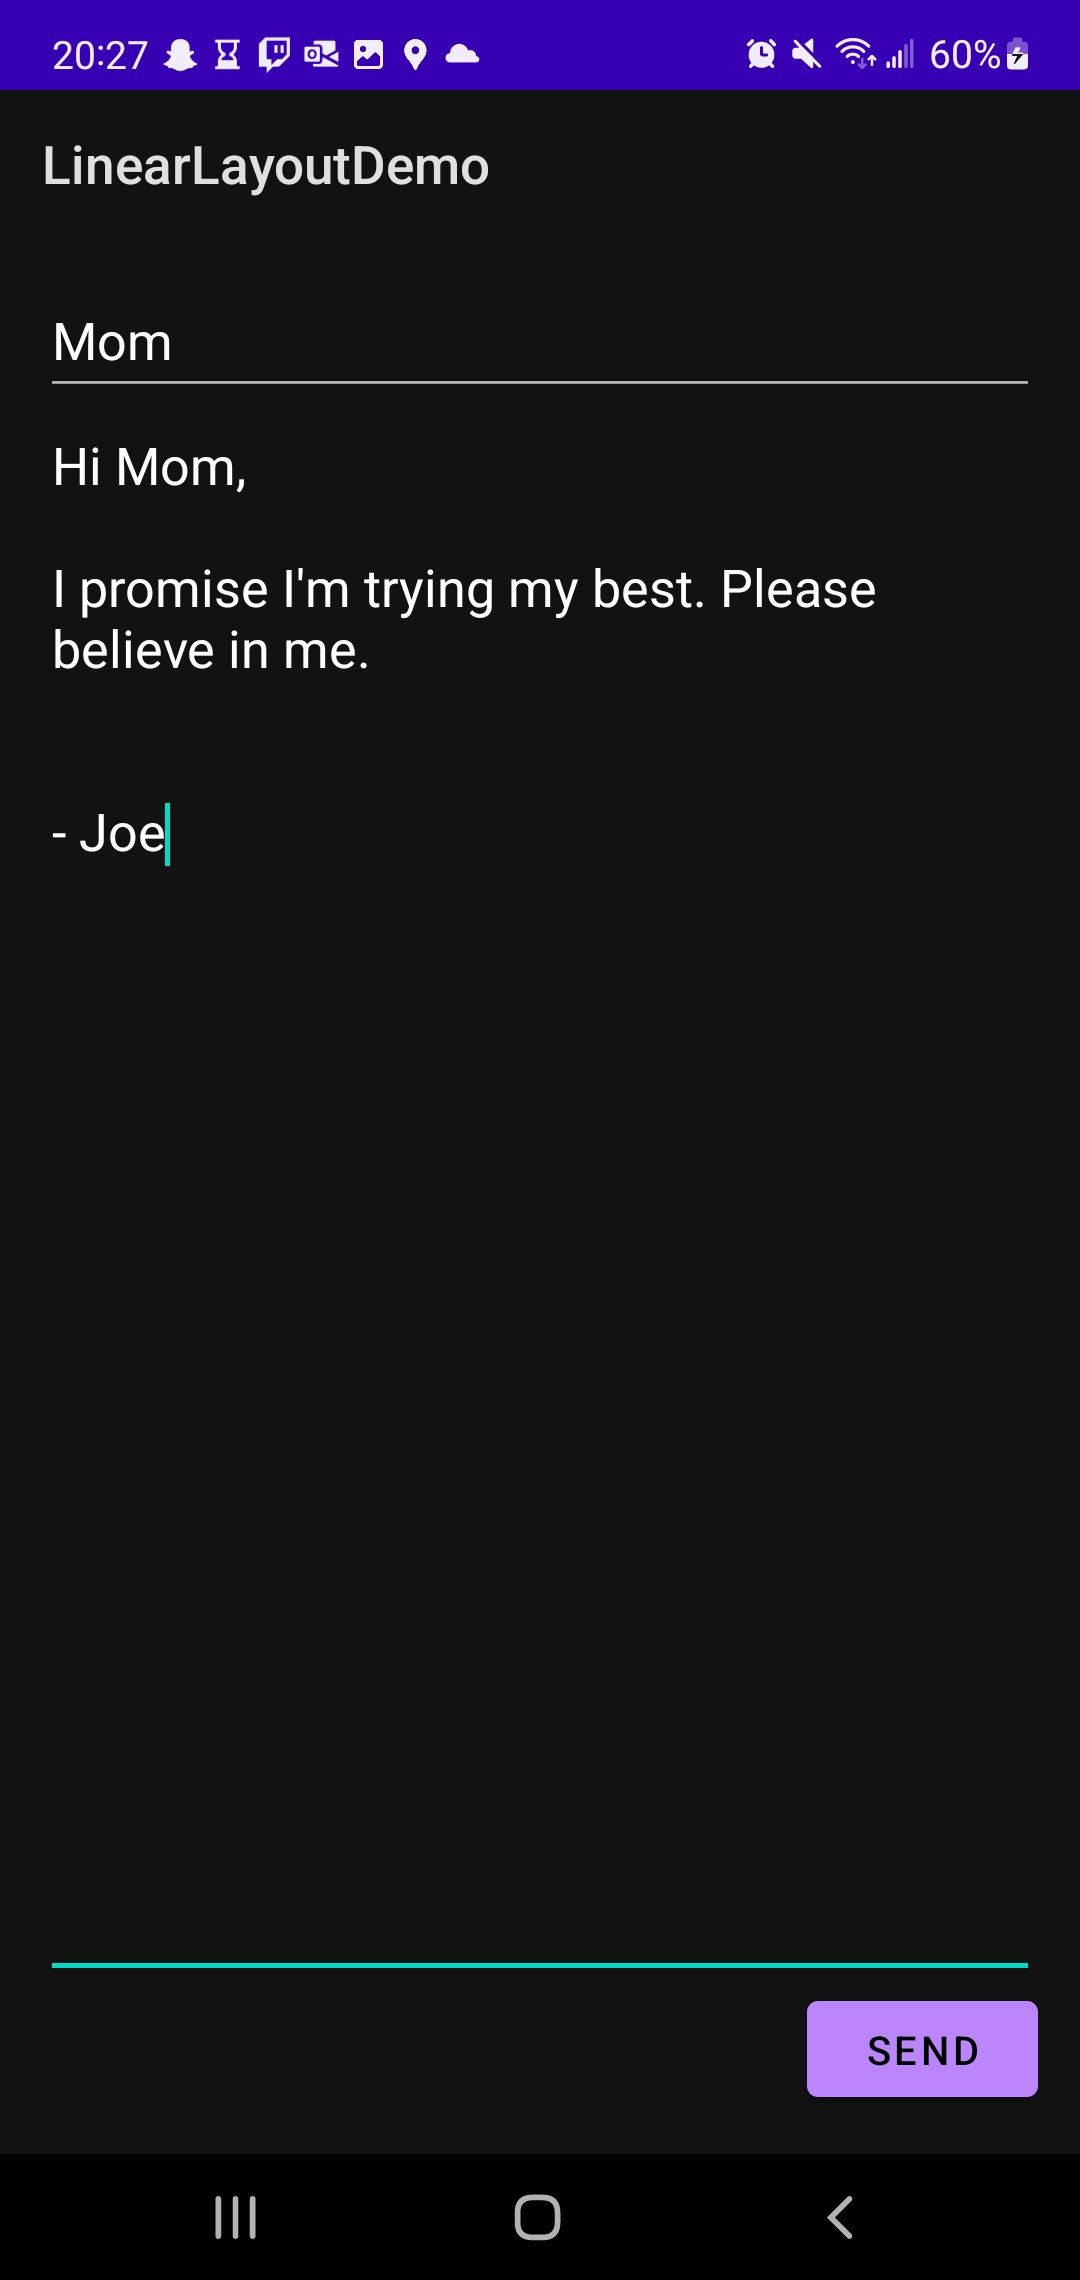 20:27 60%
LinearLayoutDemo
Mom
Hi Mom,
I promise I'm trying my best. Please
believe in me.
- Joe
SEND